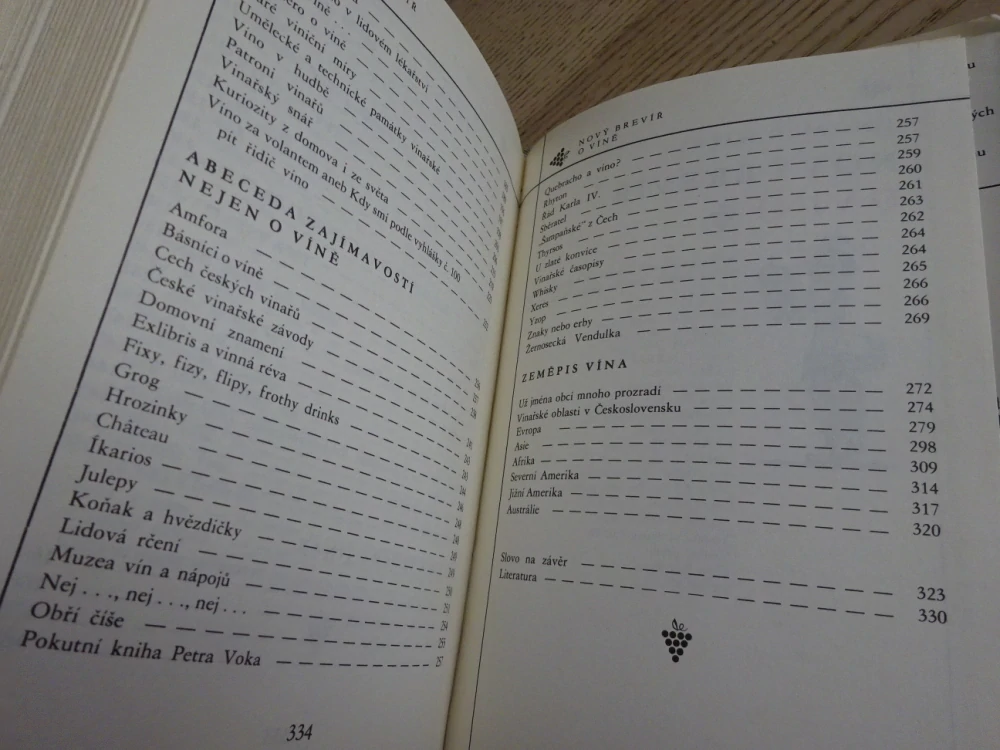 v lidovém lékařství
o víně
viniční míry
Umělecké a technické památky vinařské
Víno v hudbě
Patroni vinařů
Vinařský snář
Kuriozity z domova i ze světa
Víno za volantem aneb Kdy smí podle vyhlášky č. 100
pít řidič víno
ABECEDA ZAJÍMAVOSTÍ
NEJEN O VÍNĚ
Amfora
Básníci o víně
Cech českých vinařů
České vinařské závody
Domovní znamení
Exlibris a vinná réva
Fixy, fizy, flipy, frothy drinks
Grog
Hrozinky
Château
Íkarios
Julepy
Koňak a hvězdičky
Lidová rčení
Muzea vín a nápojů
Nej . . ., nej . . ., nej . . .
Obří číše
Pokutní kniha Petra Voka 257
334
NOVÝ BREVÍŘ
O VÍNĚ
Quebracho a víno? 257
Rhyton 257
Řád Karla IV. 259
Sběratel 260
„Šampaňské“ z Čech 261
Thyrsos 263
U zlaté konvice 262
Vinařské časopisy 264
Whisky 264
Xeres 265
Yzop 266
Znaky nebo erby 266
Žernosecká Vendulka 269
ZEMĚPIS VÍNA
Už jména obcí mnoho prozradí 272
Vinařské oblasti v Československu 274
Evropa 279
Asie 298
Afrika 309
Severní Amerika 314
Jižní Amerika 317
Austrálie 320
Slovo na závěr 323
Literatura 330